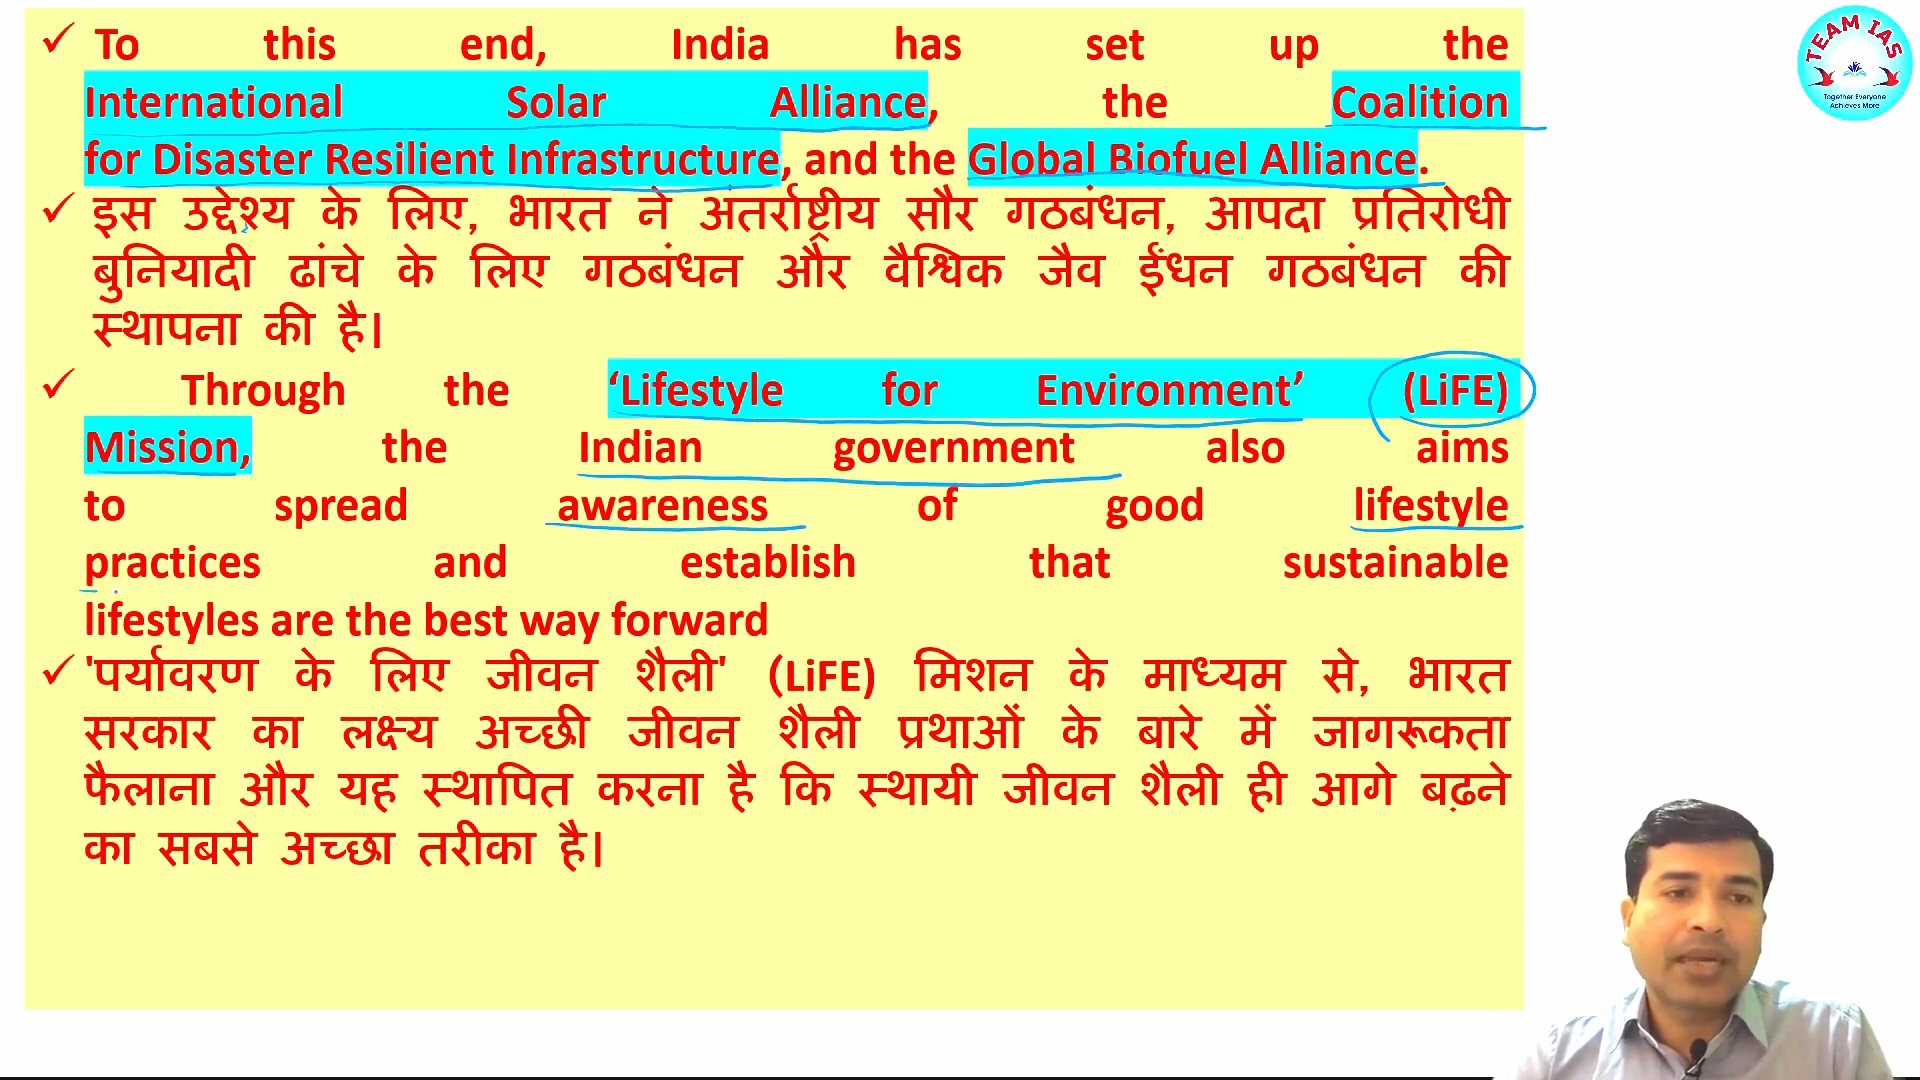 ✓ To this end, India has set up the
International Solar Alliance, the Coalition
for Disaster Resilient Infrastructure, and the Global Biofuel Alliance.
✓ इस उद्देश्य के लिए, भारत ने अंतर्राष्ट्रीय सौर गठबंधन, आपदा प्रतिरोधी
बुनियादी ढांचे के लिए गठबंधन और वैश्विक जैव ईंधन गठबंधन की
स्थापना की है।
✓ Through the ‘Lifestyle for Environment’ (LiFE)
Mission, the Indian government also aims
to spread awareness of good lifestyle
practices and establish that sustainable
lifestyles are the best way forward
✓ 'पर्यावरण के लिए जीवन शैली' (LiFE) मिशन के माध्यम से, भारत
सरकार का लक्ष्य अच्छी जीवन शैली प्रथाओं के बारे में जागरूकता
फैलाना और यह स्थापित करना है कि स्थायी जीवन शैली ही आगे बढ़ने
का सबसे अच्छा तरीका है।
TEAM IAS
Together Everyone
Achieves More